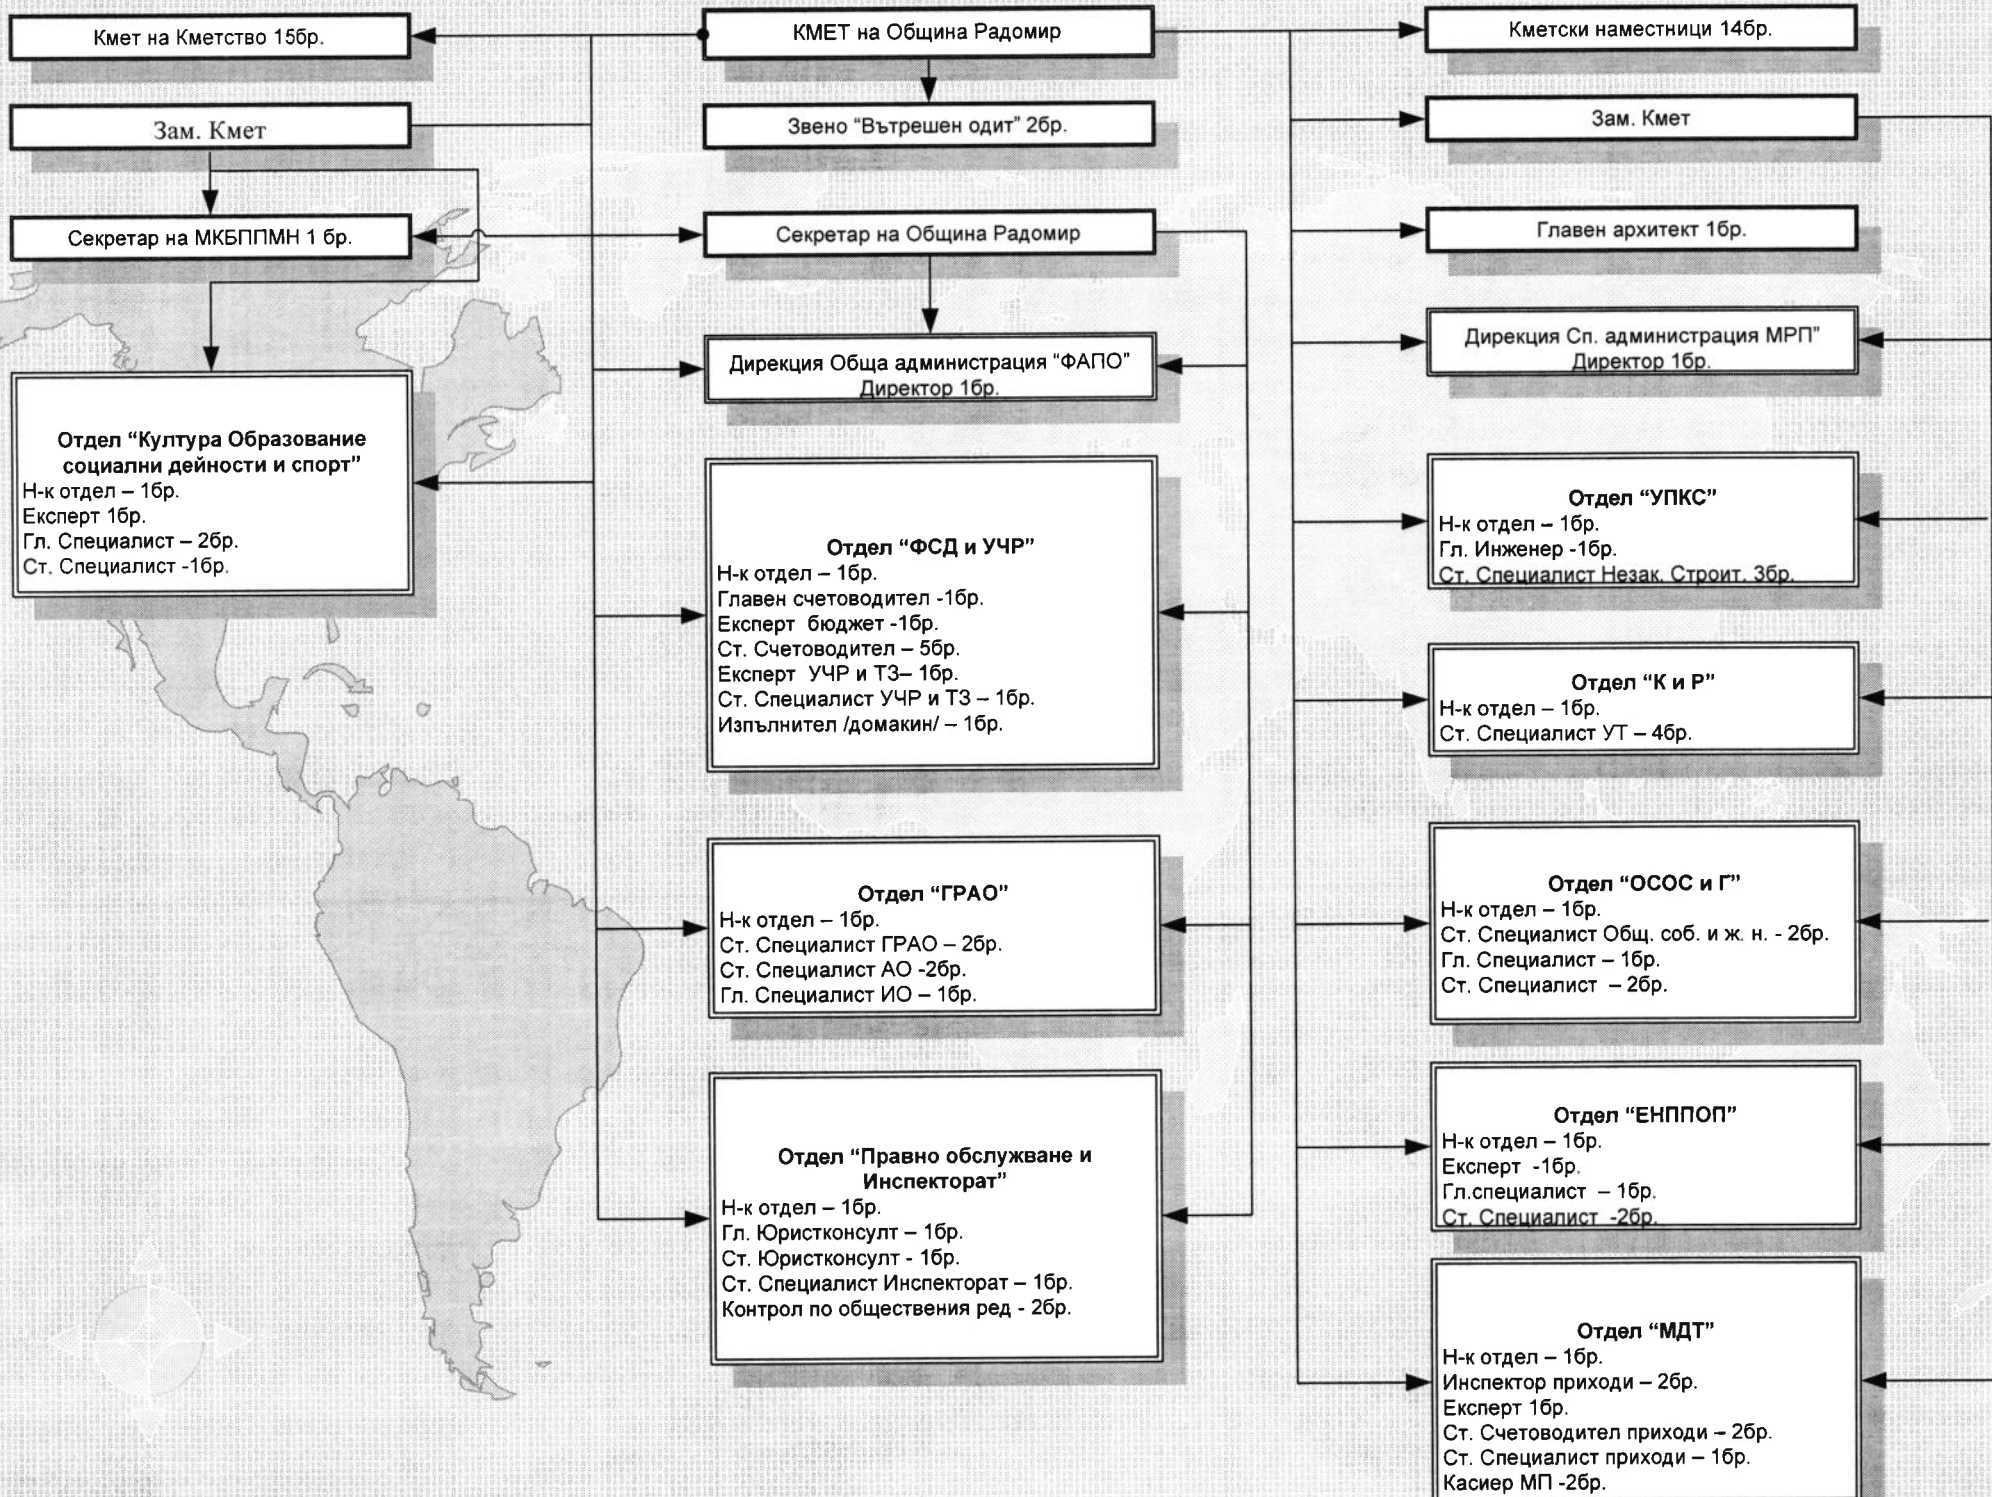 Кмет на Кметство 15бр.
Зам. Кмет
Секретар на МКБППМН 1 бр.
Отдел “Култура Образование
социални дейности и спорт”
Н-к отдел – 1бр.
Експерт 1бр.
Гл. Специалист – 2бр.
Ст. Специалист -1бр.
КМЕТ на Община Радомир
Звено “Вътрешен одит” 2бр.
Секретар на Община Радомир
Дирекция Обща администрация “ФАПО”
Директор 1бр.
Отдел “ФСД и УЧР”
Н-к отдел – 1бр.
Главен счетоводител -1бр.
Експерт бюджет -1бр.
Ст. Счетоводител – 5бр.
Експерт УЧР и ТЗ– 1бр.
Ст. Специалист УЧР и ТЗ – 1бр.
Изпълнител /домакин/ – 1бр.
Отдел “ГРАО”
Н-к отдел – 1бр.
Ст. Специалист ГРАО – 2бр.
Ст. Специалист АО -2бр.
Гл. Специалист ИО – 1бр.
Отдел “Правно обслужване и
Инспекторат”
Н-к отдел – 1бр.
Гл. Юристконсулт – 1бр.
Ст. Юристконсулт - 1бр.
Ст. Специалист Инспекторат – 1бр.
Контрол по обществения ред - 2бр.
Кметски наместници 14бр.
Зам. Кмет
Главен архитект 1бр.
Дирекция Сп. администрация МРП”
Директор 1бр.
Отдел “УПКС”
Н-к отдел – 1бр.
Гл. Инженер -1бр.
Ст. Специалист Незак. Строит. 3бр.
Отдел “К и Р”
Н-к отдел – 1бр.
Ст. Специалист УТ – 4бр.
Отдел “ОСОС и Г”
Н-к отдел – 1бр.
Ст. Специалист Общ. соб. и ж. н. - 2бр.
Гл. Специалист – 1бр.
Ст. Специалист – 2бр.
Отдел “ЕНППОП”
Н-к отдел – 1бр.
Експерт -1бр.
Гл.специалист – 1бр.
Ст. Специалист -2бр.
Отдел “МДТ”
Н-к отдел – 1бр.
Инспектор приходи – 2бр.
Експерт 1бр.
Ст. Счетоводител приходи – 2бр.
Ст. Специалист приходи – 1бр.
Касиер МП -2бр.